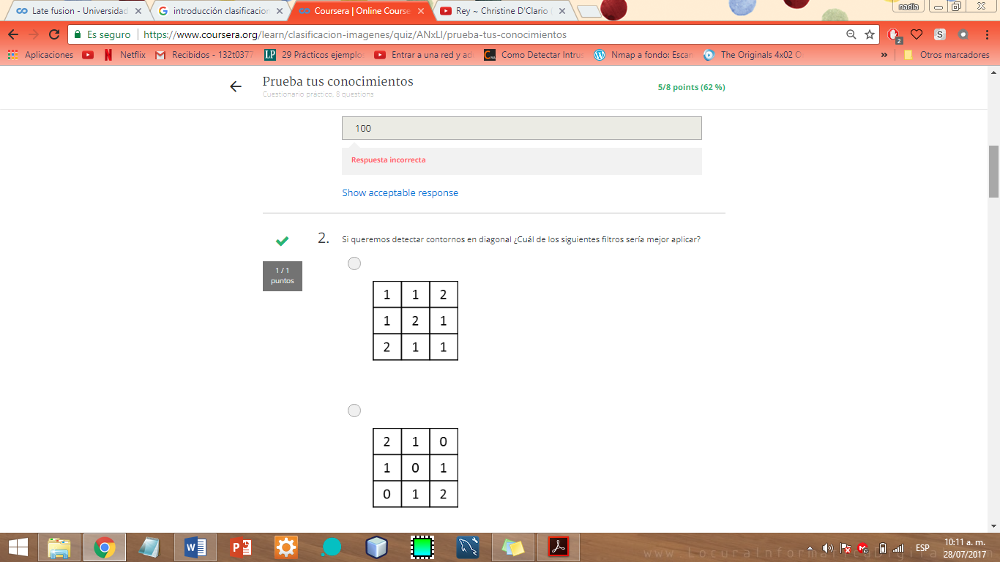 Late fusion - Universidad
introducción clasificacion
Coursera | Online Course
Rey ~ Christine D'Clario
nadia
Es seguro
https://www.coursera.org/learn/clasificacion-imagenes/quiz/ANxLI/prueba-tus-conocimientos
2
S
Aplicaciones
Netflix
Recibidos - 132t0377
LP
29 Prácticos ejemplo
Entrar a una red y ad
Como Detectar Intrus
Nmap a fondo: Escan
The Originals 4x02 O
»
Otros marcadores
Prueba tus conocimientos
5/8 points (62 %)
Cuestionario práctico, 8 questions
100
Respuesta incorrecta
Show acceptable response
2.
Si queremos detectar contornos en diagonal ¿Cuál de los siguientes filtros sería mejor aplicar?
1 / 1
puntos
1 1 2
1 2 1
2 1 1
2 1 0
1 0 1
0 1 2
ESP
10:11 a. m.
28/07/2017